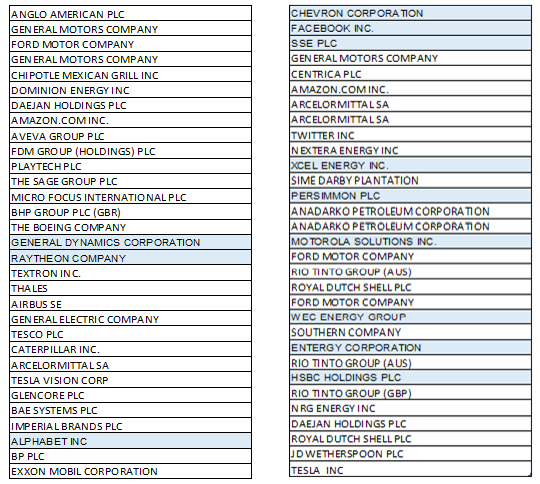 ANGLO AMERICAN PLC
GENERAL MOTORS COMPANY
FORD MOTOR COMPANY
GENERAL MOTORS COMPANY
CHIPOTLE MEXICAN GRILL INC
DOMINION ENERGY INC
DAEJAN HOLDINGS PLC
AMAZON.COM INC.
AVEVA GROUP PLC
FDM GROUP (HOLDINGS) PLC
PLAYTECH PLC
THE SAGE GROUP PLC
MICRO FOCUS INTERNATIONAL PLC
BHP GROUP PLC (GBR)
THE BOEING COMPANY
GENERAL DYNAMICS CORPORATION
RAYTHEON COMPANY
TEXTRON INC.
THALES
AIRBUS SE
GENERAL ELECTRIC COMPANY
TESCO PLC
CATERPILLAR INC.
ARCELORMITTAL SA
TESLA VISION CORP
GLENCORE PLC
BAE SYSTEMS PLC
IMPERIAL BRANDS PLC
ALPHABET INC
BP PLC
EXXON MOBIL CORPORATION
CHEVRON CORPORATION
FACEBOOK INC.
SSE PLC
GENERAL MOTORS COMPANY
CENTRICA PLC
AMAZON.COM INC.
ARCELORMITTAL SA
ARCELORMITTAL SA
TWITTER INC
NEXTERA ENERGY INC
XCEL ENERGY INC.
SIME DARBY PLANTATION
PERSIMMON PLC
ANADARKO PETROLEUM CORPORATION
ANADARKO PETROLEUM CORPORATION
MOTOROLA SOLUTIONS INC.
FORD MOTOR COMPANY
RIO TINTO GROUP (AUS)
ROYAL DUTCH SHELL PLC
FORD MOTOR COMPANY
WEC ENERGY GROUP
SOUTHERN COMPANY
ENTERGY CORPORATION
RIO TINTO GROUP (AUS)
HSBC HOLDINGS PLC
RIO TINTO GROUP (GBP)
NRG ENERGY INC
DAEJAN HOLDINGS PLC
ROYAL DUTCH SHELL PLC
JD WETHERSPOON PLC
TESLA INC